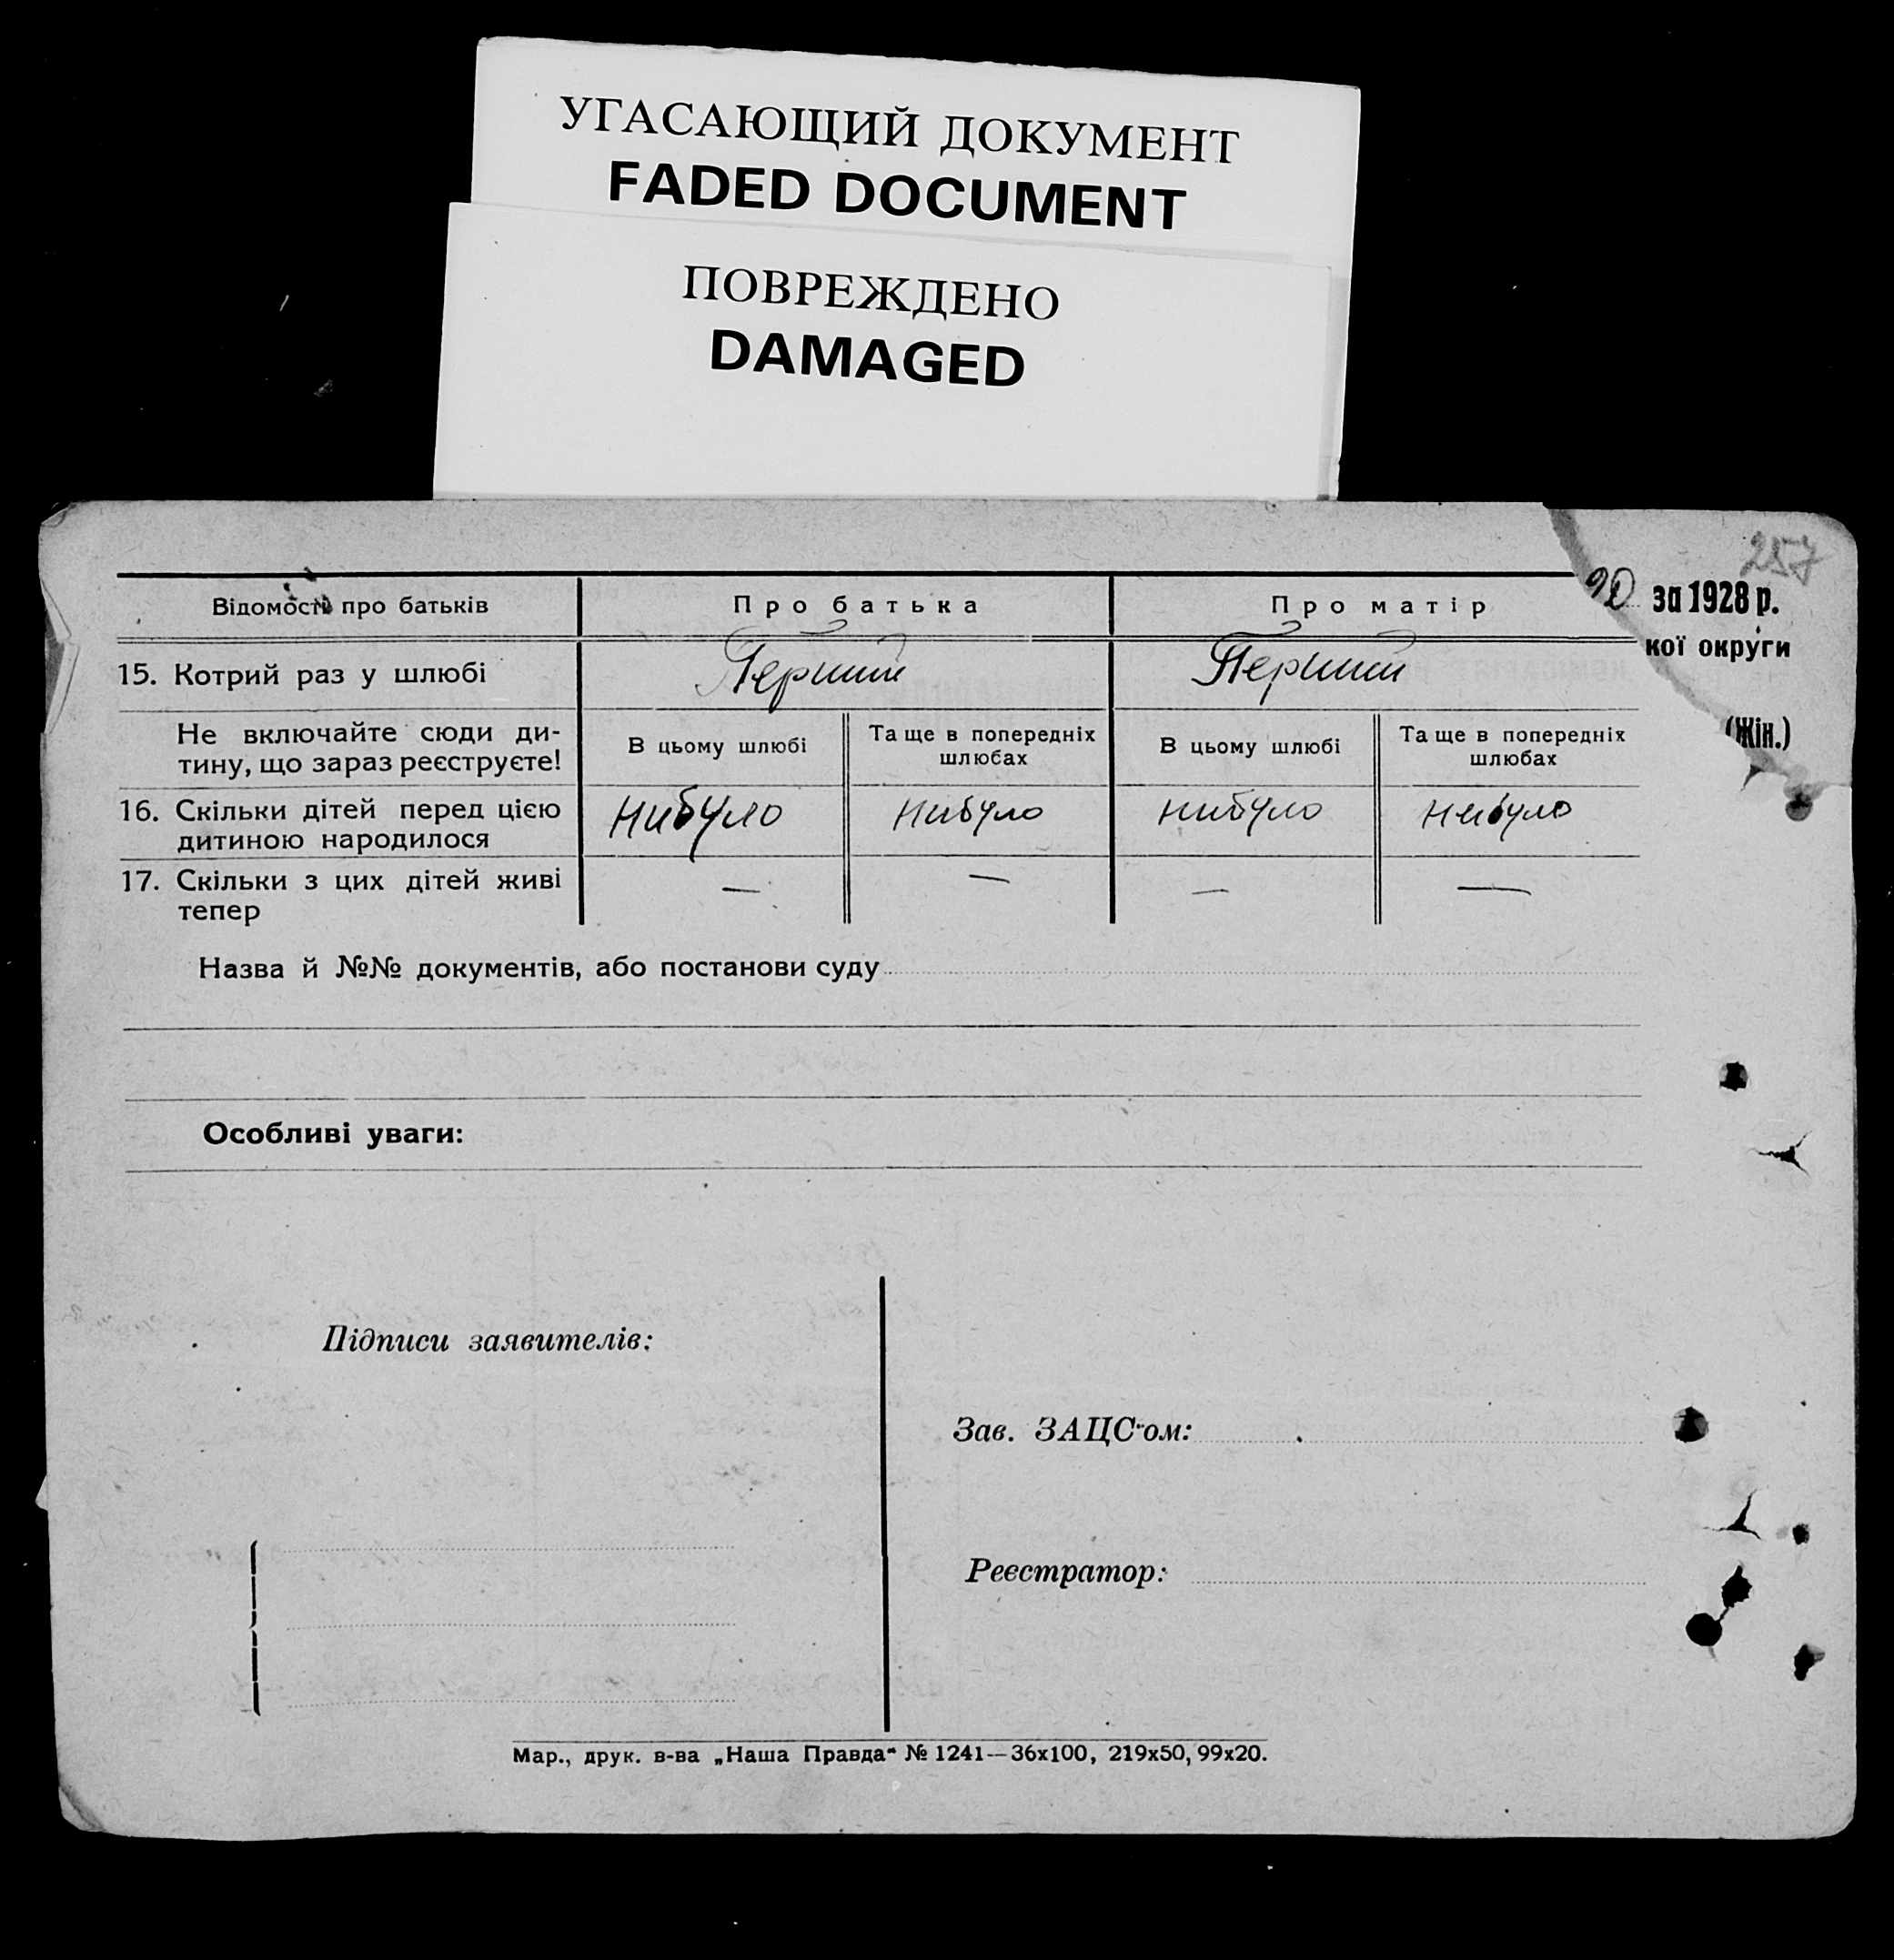 УГАСАЮЩИЙ ДОКУМЕНТ
FADED DOCUMENT
ПОВРЕЖДЕНО
DAMAGED
257
90 за 1928 р.
кої округи
(Жін.)
Відомості про батьків
Про батька
Про матір
15. Котрий раз у шлюбі
Перший
Перший
Не включайте сюди ди-
тину, що зараз реєструєте!
В цьому шлюбі
Та ще в попередніх
шлюбах
В цьому шлюбі
Та ще в попередніх
шлюбах
16. Скільки дітей перед цією
дитиною народилося
Нибуло
нибуло
нибуло
нибуло
17. Скільки з цих дітей живі
тепер
—
—
—
—
Назва й №№ документів, або постанови суду
Особливі уваги:
Підписи заявителів:
Зав. ЗАЦС-ом:
Реєстратор:
Мар., друк. в-ва „Наша Правда“ № 1241—36х100, 219х50, 99х20.